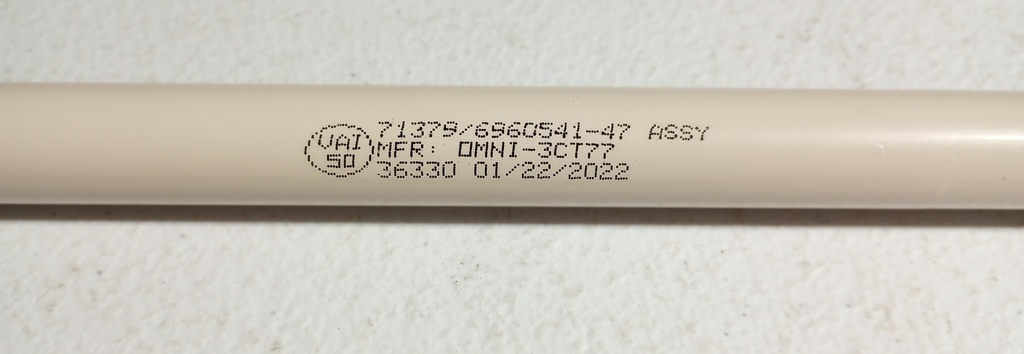 VAI
50
71379/6960541-47 ASSY
MFR: OMNI-3CT77
36330 01/22/2022